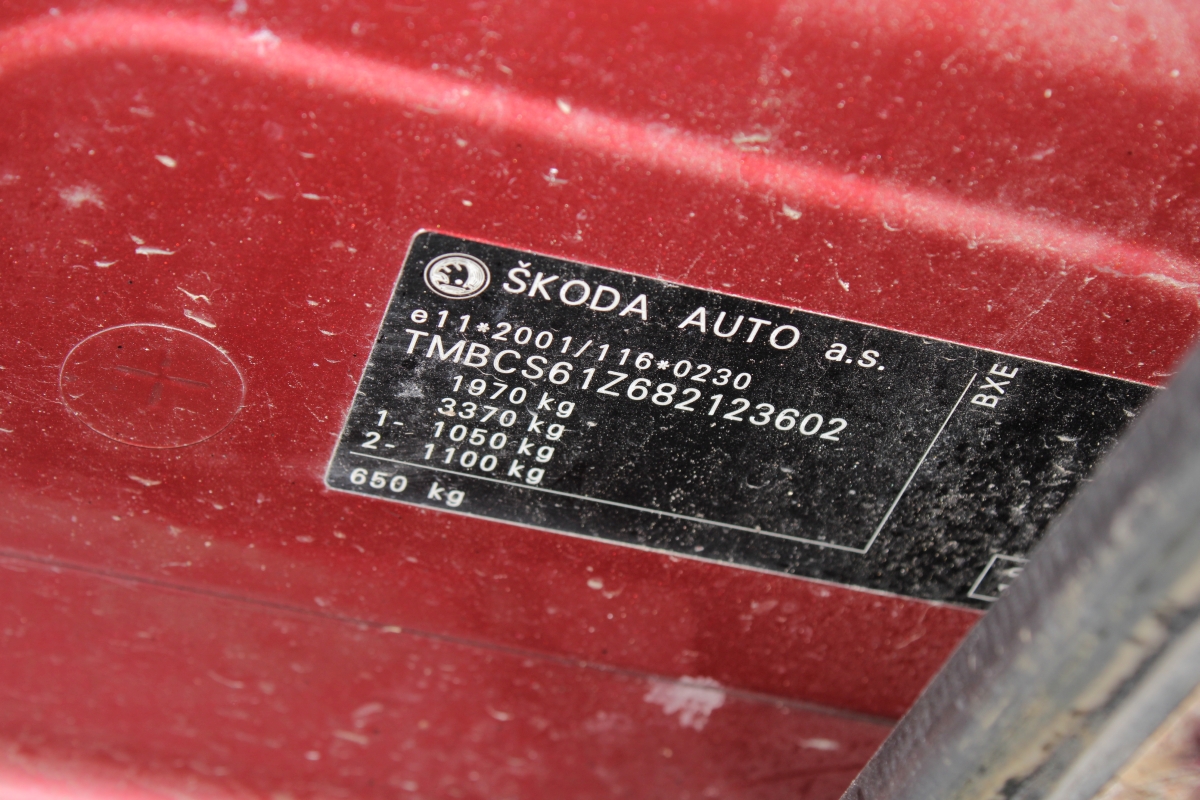 ŠKODA AUTO a.s.
e11*2001/116*0230
TMBCS61Z682123602
1970 kg
3370 kg
1- 1050 kg
2- 1100 kg
650 kg
BXE